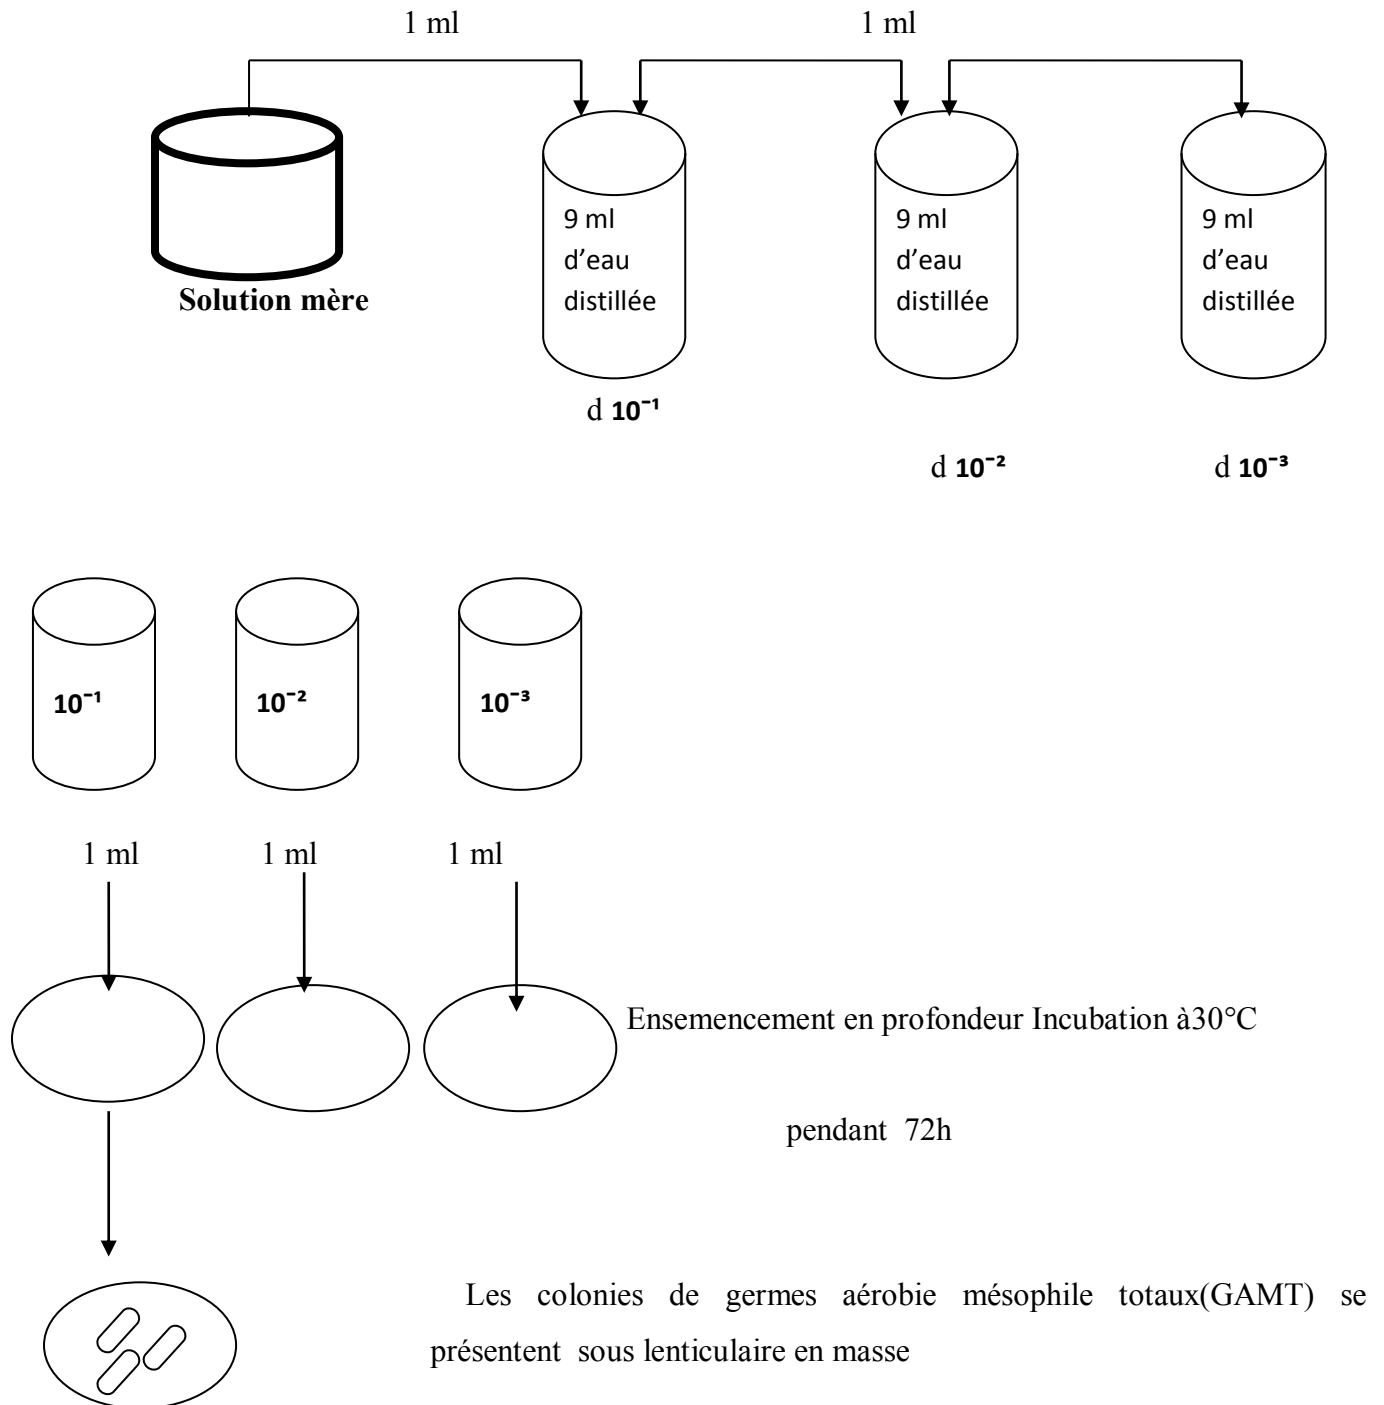 1 ml 1 ml
9 ml 9 ml 9 ml
d’eau d’eau d’eau
distillée distillée distillée
Solution mère
d 10⁻¹
d 10⁻² d 10⁻³
10⁻¹ 10⁻² 10⁻³
1 ml 1 ml 1 ml
Ensemencement en profondeur Incubation à30°C
pendant 72h
Les colonies de germes aérobie mésophile totaux(GAMT) se
présentent sous lenticulaire en masse